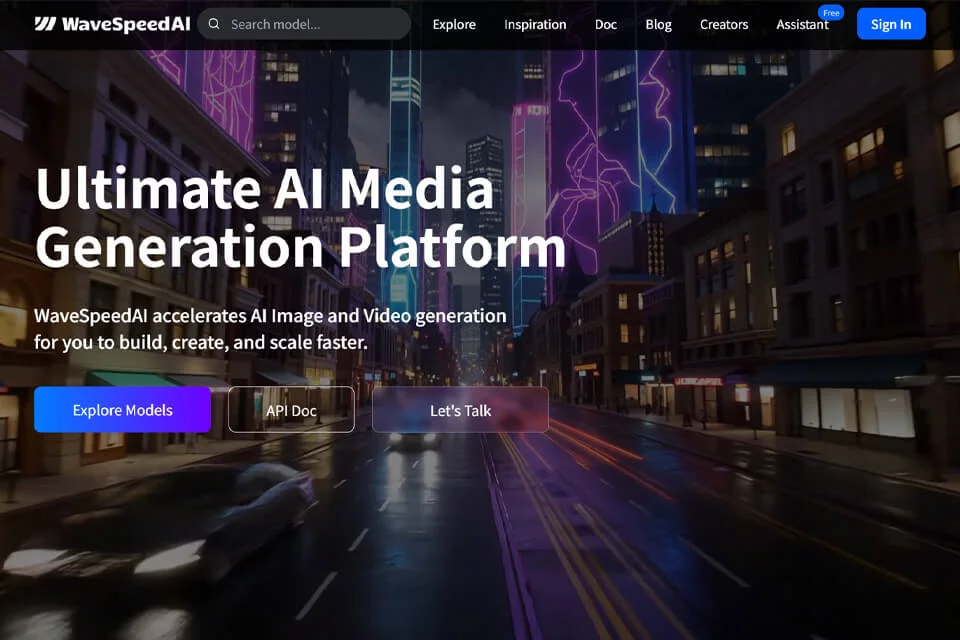 WaveSpeedAI
Search model...
Explore
Inspiration
Doc
Blog
Creators
Assistant
Free
Sign In
Ultimate AI Media
Generation Platform
WaveSpeedAI accelerates AI Image and Video generation
for you to build, create, and scale faster.
Explore Models
API Doc
Let's Talk